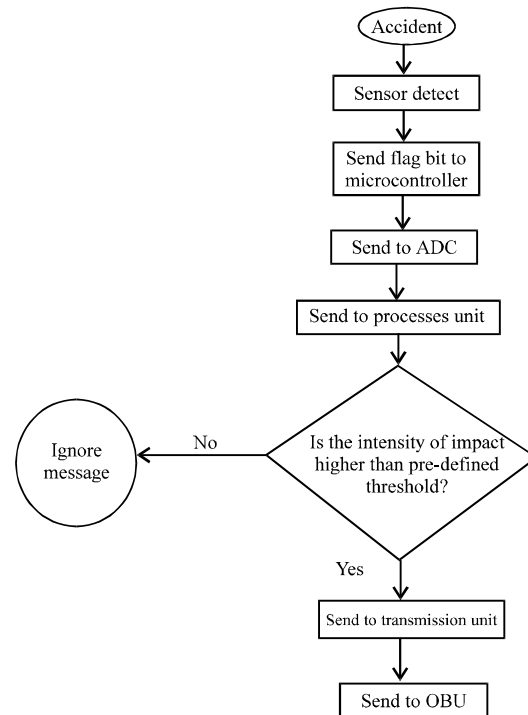 Accident
Sensor detect
Send flag bit to
microcontroller
Send to ADC
Send to processes unit
Is the intensity of impact
higher than pre-defined
threshold?
No
Ignore
message
Yes
Send to transmission unit
Send to OBU